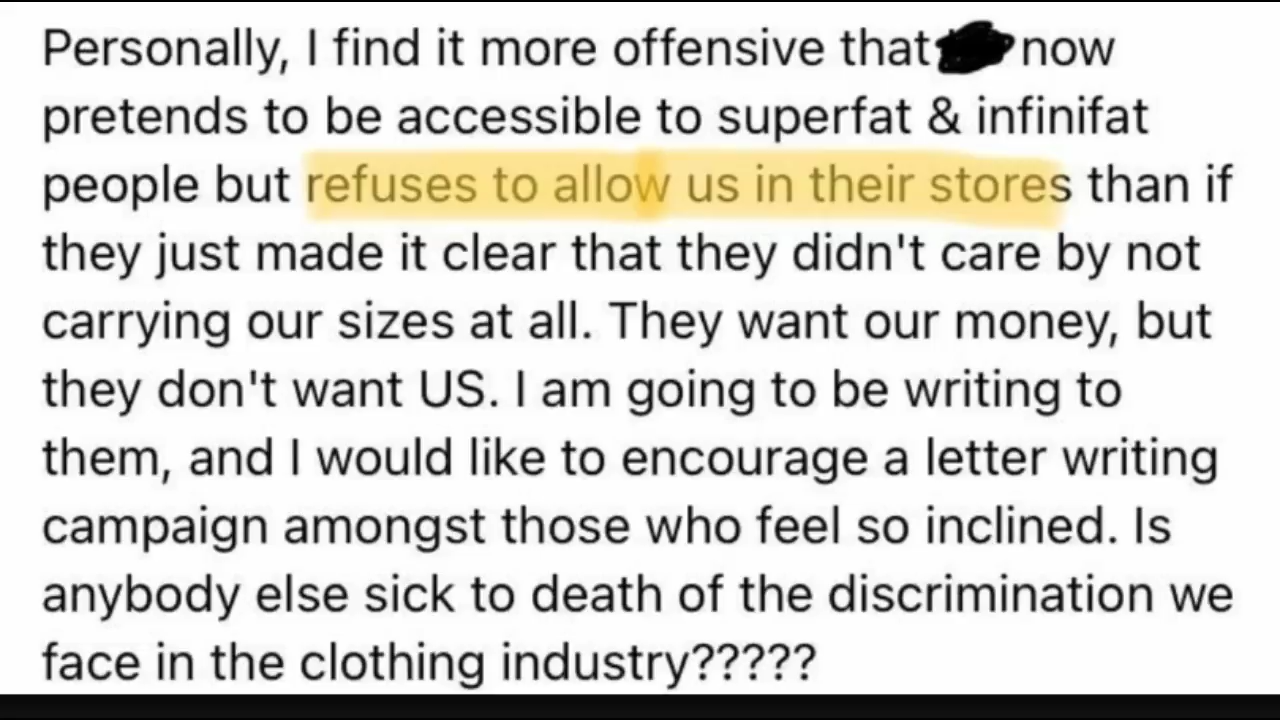 Personally, I find it more offensive that now
pretends to be accessible to superfat & infinifat
people but refuses to allow us in their stores than if
they just made it clear that they didn't care by not
carrying our sizes at all. They want our money, but
they don't want US. I am going to be writing to
them, and I would like to encourage a letter writing
campaign amongst those who feel so inclined. Is
anybody else sick to death of the discrimination we
face in the clothing industry?????